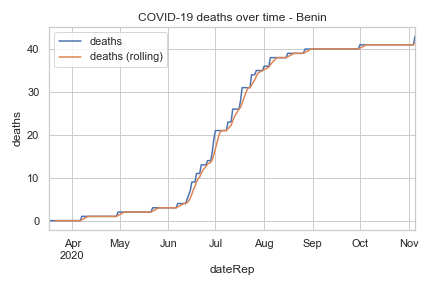 COVID-19 deaths over time - Benin
deaths
deaths (rolling)
deaths
40
30
20
10
0
Apr May Jun Jul Aug Sep Oct Nov
2020
dateRep